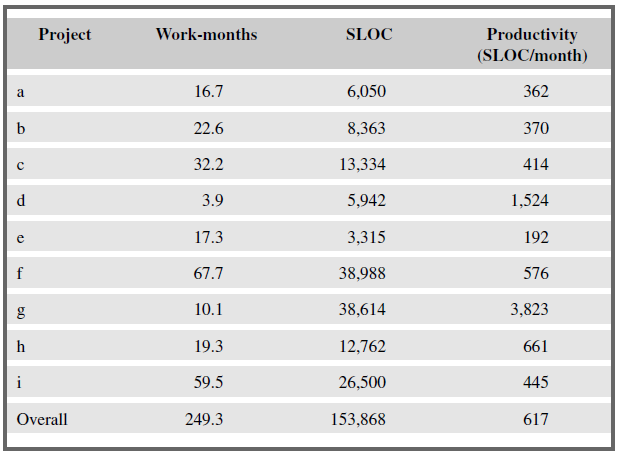 Project Work-months SLOC Productivity
(SLOC/month)
a 16.7 6,050 362
b 22.6 8,363 370
c 32.2 13,334 414
d 3.9 5,942 1,524
e 17.3 3,315 192
f 67.7 38,988 576
g 10.1 38,614 3,823
h 19.3 12,762 661
i 59.5 26,500 445
Overall 249.3 153,868 617